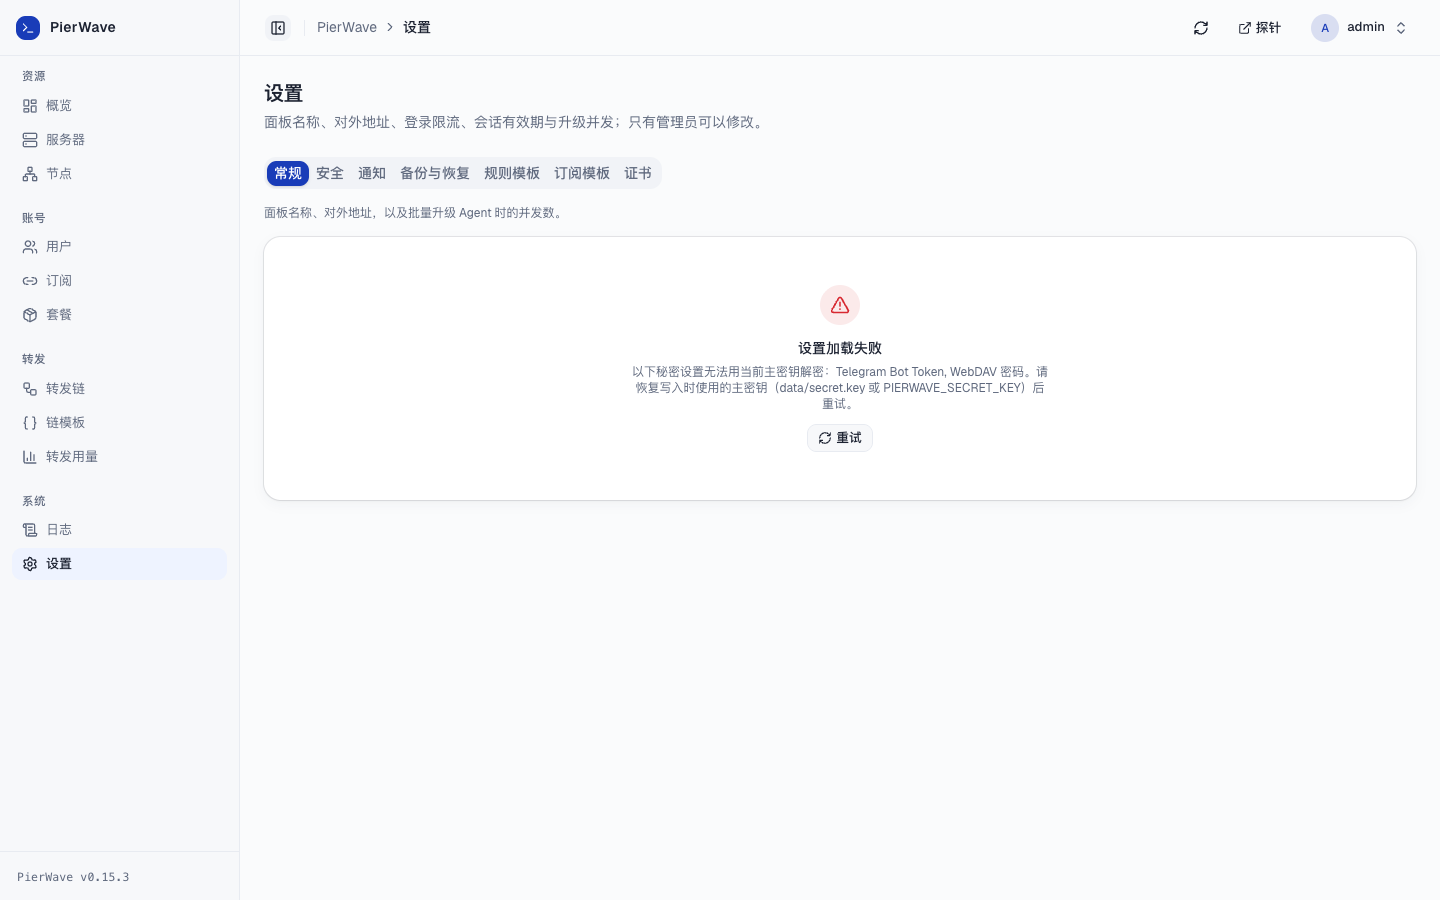 PierWave
PierWave
设置
探针
A
admin
资源
概览
服务器
节点
账号
用户
订阅
套餐
转发
转发链
链模板
转发用量
系统
日志
设置
PierWave v0.15.3
设置
面板名称、对外地址、登录限流、会话有效期与升级并发；只有管理员可以修改。
常规 安全 通知 备份与恢复 规则模板 订阅模板 证书
面板名称、对外地址，以及批量升级 Agent 时的并发数。
设置加载失败
以下秘密设置无法用当前主密钥解密：Telegram Bot Token, WebDAV 密码。请
恢复写入时使用的主密钥（data/secret.key 或 PIERWAVE_SECRET_KEY）后
重试。
重试